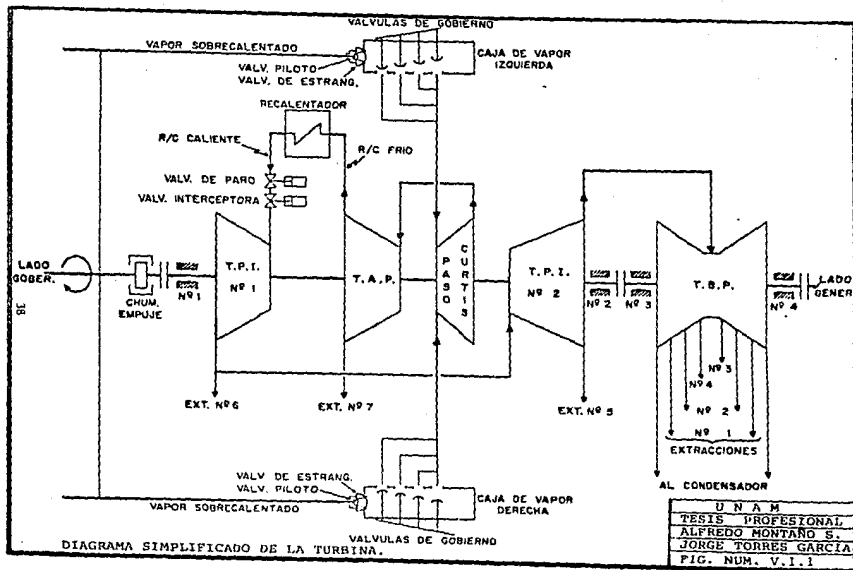 VALVULAS DE GOBIERNO
VAPOR SOBRECALENTADO
VALV. PILOTO
VALV. DE ESTRANG.
CAJA DE VAPOR
IZQUIERDA
RECALENTADOR
R/C CALIENTE
R/C FRIO
VALV. DE PARO
VALV. INTERCEPTORA
LADO
GOBER.
CHUM.
EMPUJE
Nº 1
T.P.I.
Nº 1
T.A.P.
PASO
CURTIS
T.P.I.
Nº 2
Nº 2
Nº 3
T.B.P.
Nº 4
LADO
GENER
38
EXT. Nº 6
EXT. Nº 7
EXT. Nº 5
Nº 3
Nº 4
Nº 2
Nº 1
EXTRACCIONES
AL CONDENSADOR
VALV DE ESTRANG.
VALV. PILOTO
VAPOR SOBRECALENTADO
CAJA DE VAPOR
DERECHA
VALVULAS DE GOBIERNO
DIAGRAMA SIMPLIFICADO DE LA TURBINA.
U N A M
TESIS PROFESIONAL
ALFREDO MONTAÑO S.
JORGE TORRES GARCIA
FIG. NUM. V.I.1